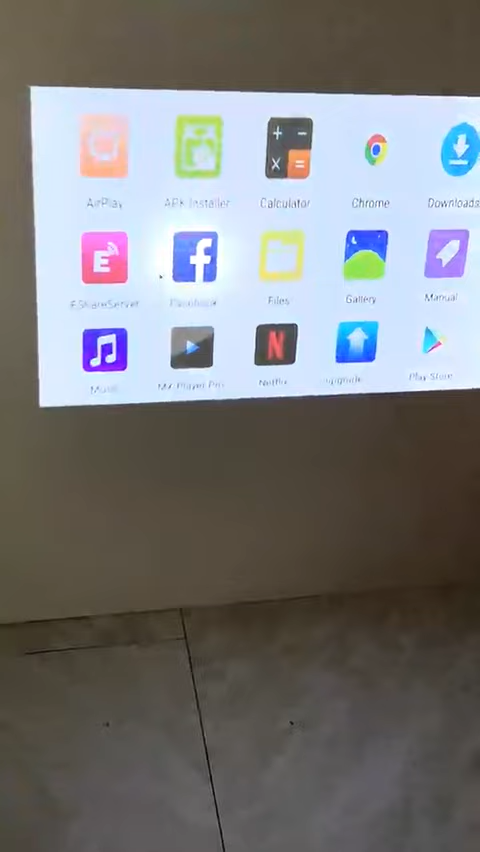 AirPlay APK Installer Calculator Chrome Downloads
EShareServer Facebook Files Gallery Manual
Music MX Player Pro Netflix Upgrade Play Store